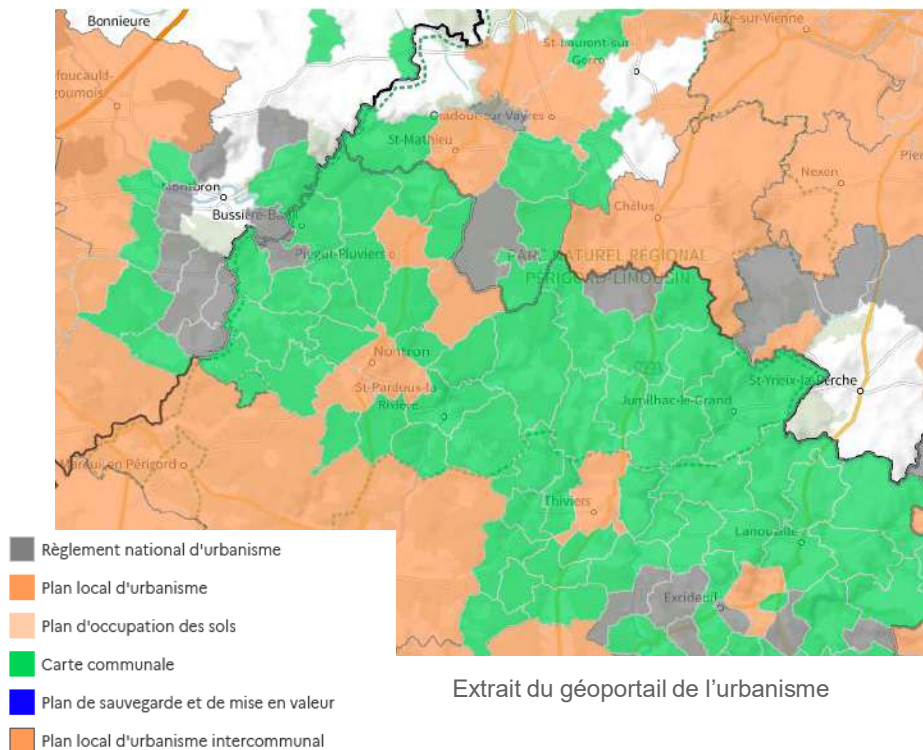 Bonnieure
Aixe-sur-Vienne
St-Laurent-sur
Gorre
foucauld-
goumois
Oradour-sur-Vayres
St-Mathieu
Nexon
Montbron
Châlus
Bussière-Badil
Piégut-Pluviers
PARC NATUREL RÉGIONAL
PÉRIGORD-LIMOUSIN
Nontron
St-Yrieix-la-Perche
St-Pardoux-la
Rivière
Jumilhac-le-Grand
Mareuil en Périgord
Thiviers
Lanouaille
Excideuil
Règlement national d'urbanisme
Plan local d'urbanisme
Plan d'occupation des sols
Carte communale
Plan de sauvegarde et de mise en valeur
Plan local d'urbanisme intercommunal
Extrait du géoportail de l'urbanisme